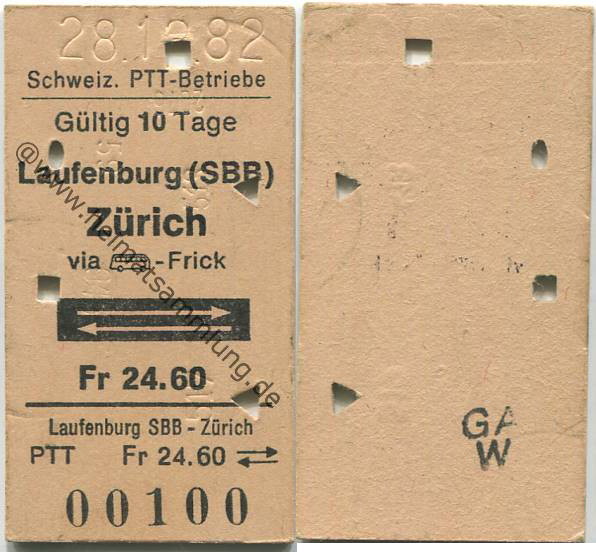 28.10.82
Schweiz. PTT-Betriebe
Gültig 10 Tage
Laufenburg (SBB)
Zürich
via -Frick
Fr 24.60
Laufenburg SBB - Zürich
PTT Fr 24.60
00100
@www.heimatsammlung.de
GA
W